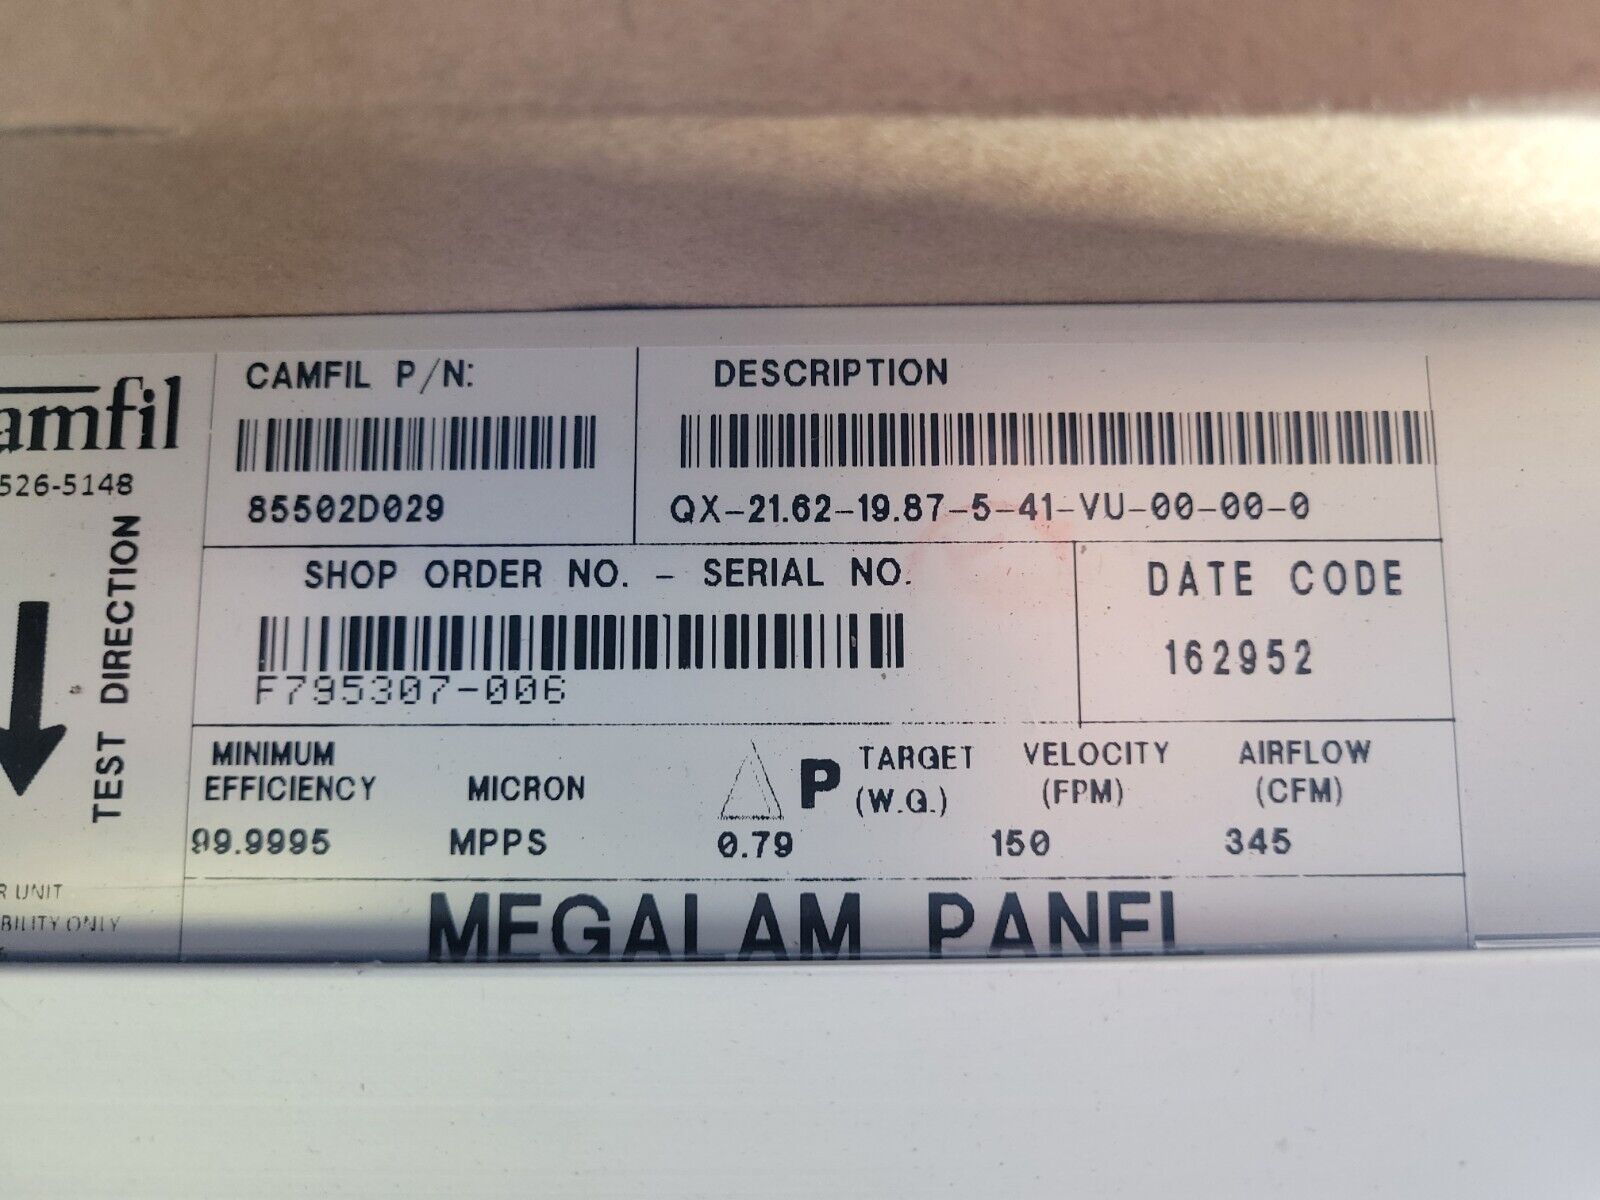 amfil
526-5148
TEST DIRECTION
R UNIT
BILITY ONLY
CAMFIL P/N:
85502D029
DESCRIPTION
QX-21.62-19.87-5-41-VU-00-00-0
SHOP ORDER NO. - SERIAL NO.
F795307-006
DATE CODE
162952
MINIMUM
EFFICIENCY
99.9995
MICRON
MPPS
△P TARGET
(W.G.)
0.79
VELOCITY
(FPM)
150
AIRFLOW
(CFM)
345
MEGALAM PANEL